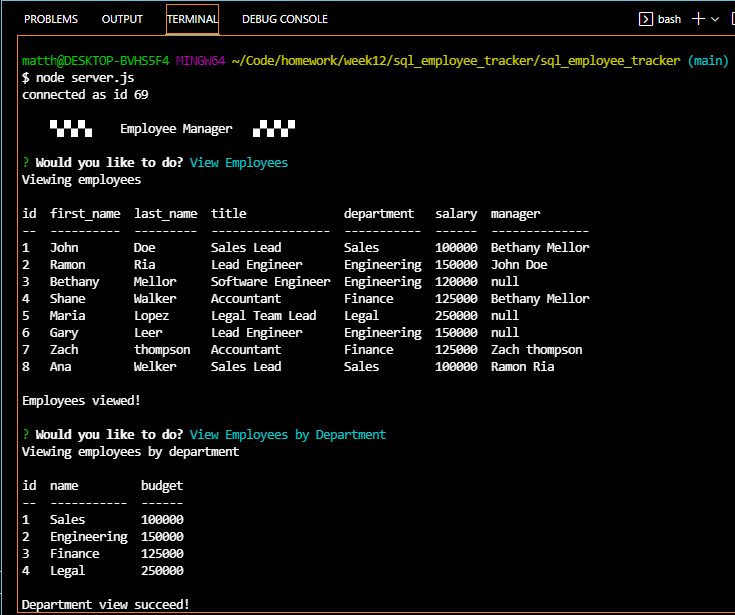 PROBLEMS OUTPUT TERMINAL DEBUG CONSOLE bash
matth@DESKTOP-BVHS5F4 MINGW64 ~/Code/homework/week12/sql_employee_tracker/sql_employee_tracker (main)
$ node server.js
connected as id 69
Employee Manager
? Would you like to do? View Employees
Viewing employees
id first_name last_name title department salary manager
-- ---------- --------- ----------------- ----------- ------ --------------
1 John Doe Sales Lead Sales 100000 Bethany Mellor
2 Ramon Ria Lead Engineer Engineering 150000 John Doe
3 Bethany Mellor Software Engineer Engineering 120000 null
4 Shane Walker Accountant Finance 125000 Bethany Mellor
5 Maria Lopez Legal Team Lead Legal 250000 null
6 Gary Leer Lead Engineer Engineering 150000 null
7 Zach thompson Accountant Finance 125000 Zach thompson
8 Ana Welker Sales Lead Sales 100000 Ramon Ria
Employees viewed!
? Would you like to do? View Employees by Department
Viewing employees by department
id name budget
-- ----------- ------
1 Sales 100000
2 Engineering 150000
3 Finance 125000
4 Legal 250000
Department view succeed!